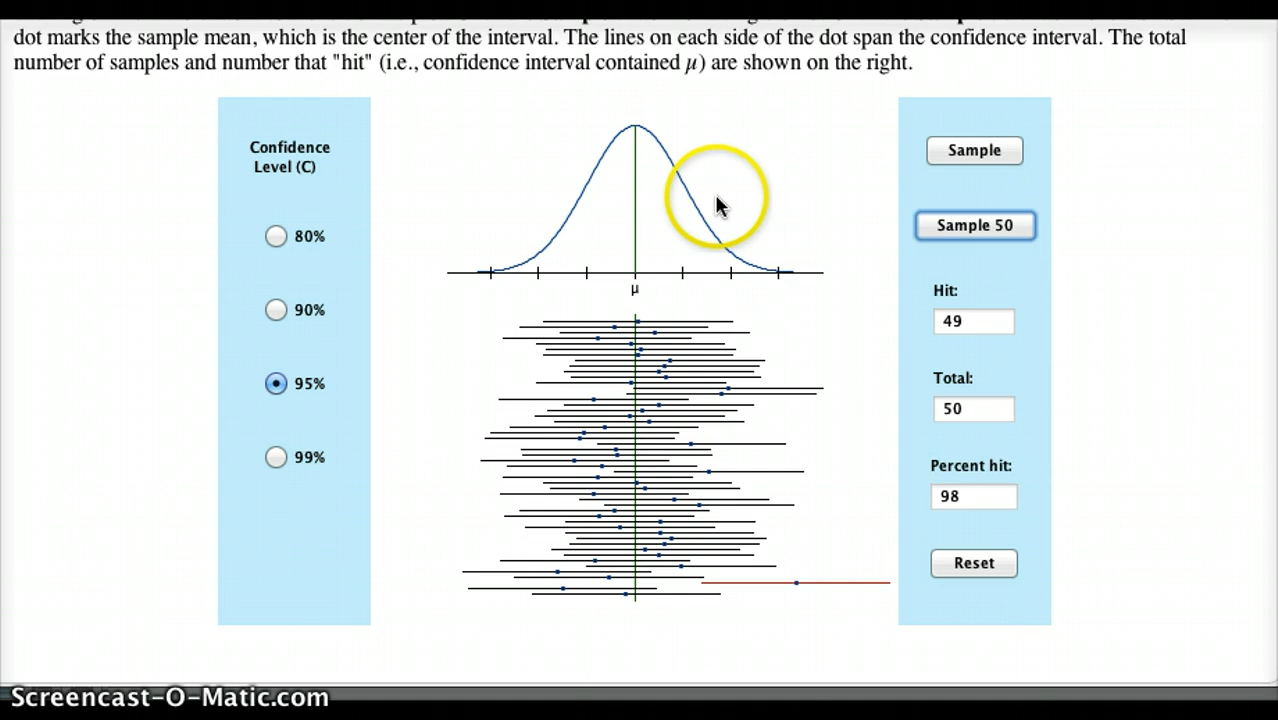 dot marks the sample mean, which is the center of the interval. The lines on each side of the dot span the confidence interval. The total
number of samples and number that "hit" (i.e., confidence interval contained μ) are shown on the right.
Confidence
Level (C)
80%
90%
95%
99%
μ
Sample
Sample 50
Hit:
49
Total:
50
Percent hit:
98
Reset
Screencast-O-Matic.com